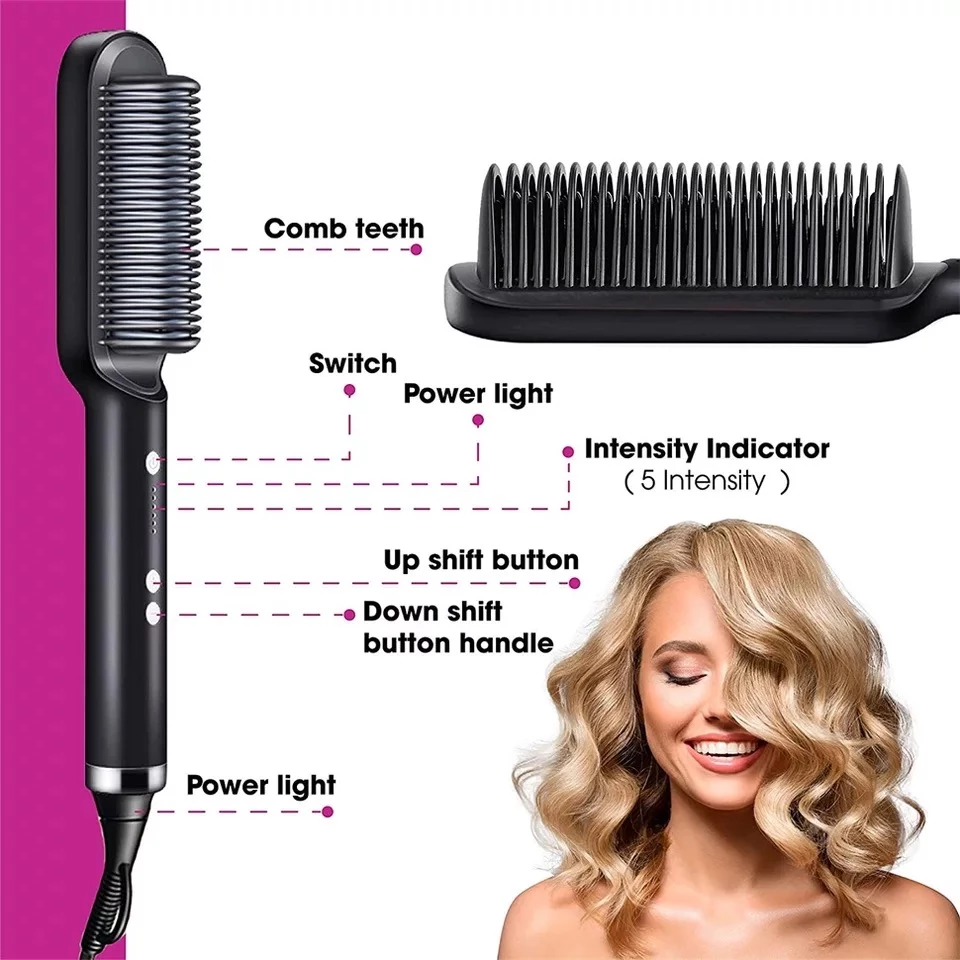 Comb teeth
Switch
Power light
Intensity Indicator
( 5 Intensity )
Up shift button
Down shift
button handle
Power light